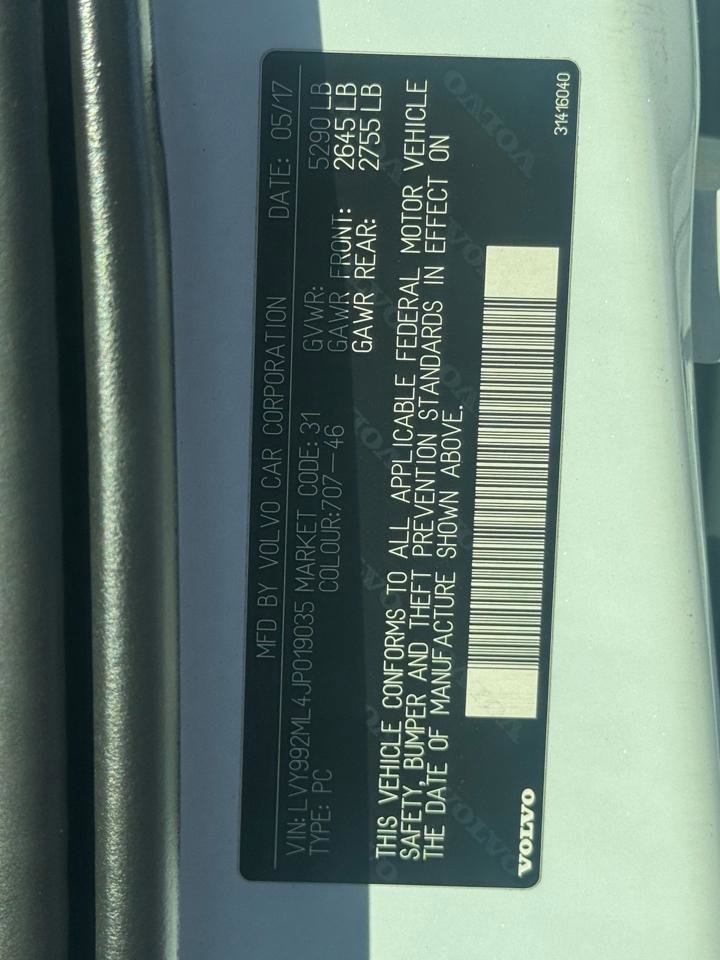 MFD BY VOLVO CAR CORPORATION DATE: 05/17
VIN: LVY992ML4JP019035 MARKET CODE: 31 GVWR: 5290 LB
TYPE: PC COLOUR:707-46 GAWR FRONT: 2645 LB
GAWR REAR: 2755 LB
THIS VEHICLE CONFORMS TO ALL APPLICABLE FEDERAL MOTOR VEHICLE
SAFETY, BUMPER AND THEFT PREVENTION STANDARDS IN EFFECT ON
THE DATE OF MANUFACTURE SHOWN ABOVE.
VOLVO
31416040